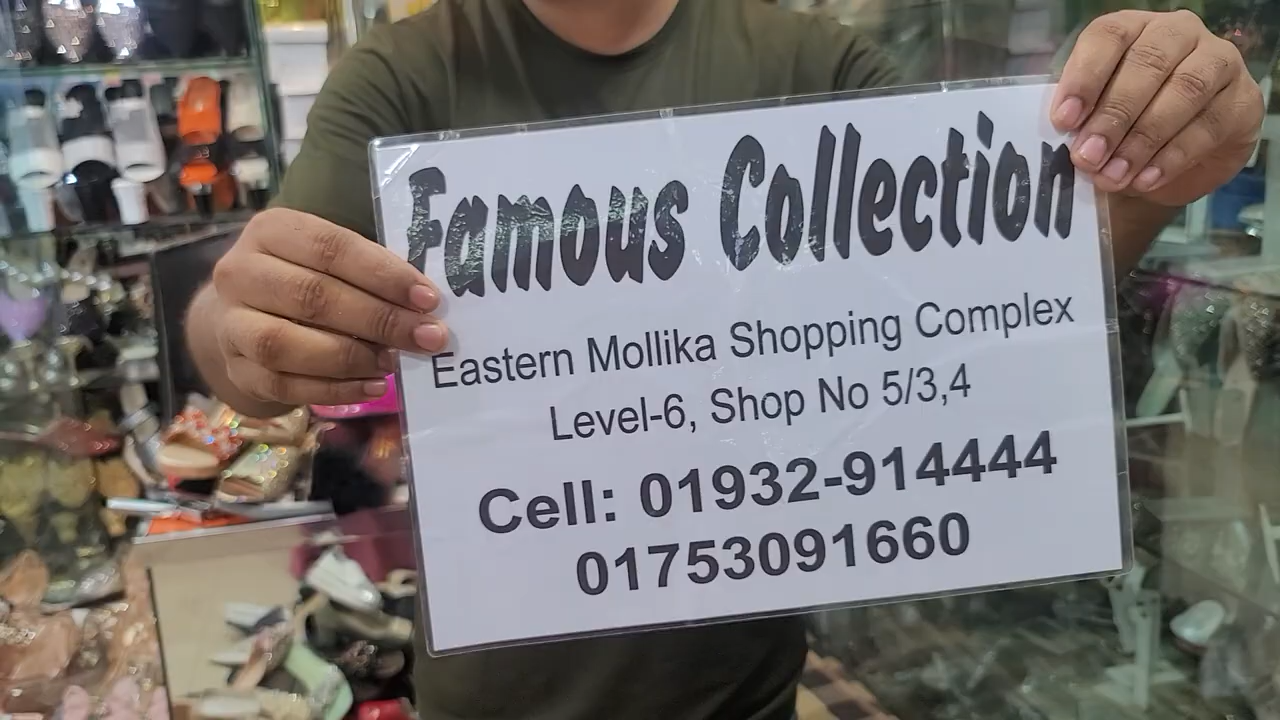 Famous Collection
Eastern Mollika Shopping Complex
Level-6, Shop No 5/3,4
Cell: 01932-914444
01753091660